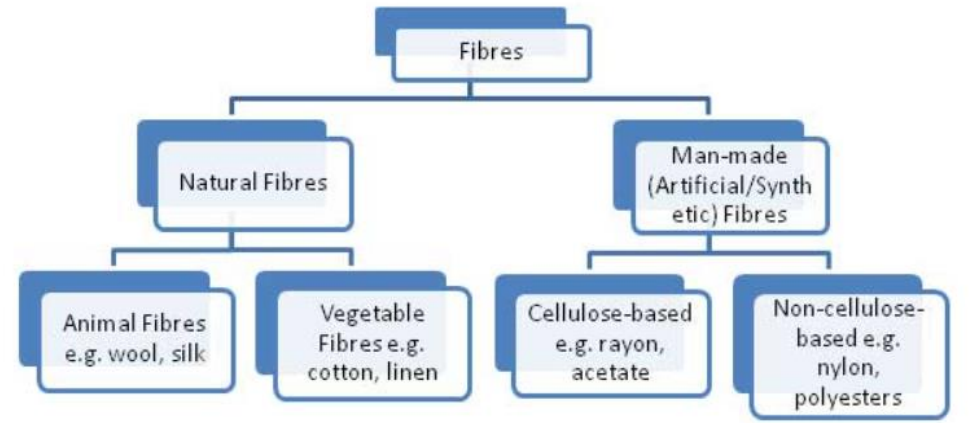 Fibres
Natural Fibres
Man-made
(Artificial/Synth
etic) Fibres
Animal Fibres
e.g. wool, silk
Vegetable
Fibres e.g.
cotton, linen
Cellulose-based
e.g. rayon,
acetate
Non-cellulose-
based e.g.
nylon,
polyesters